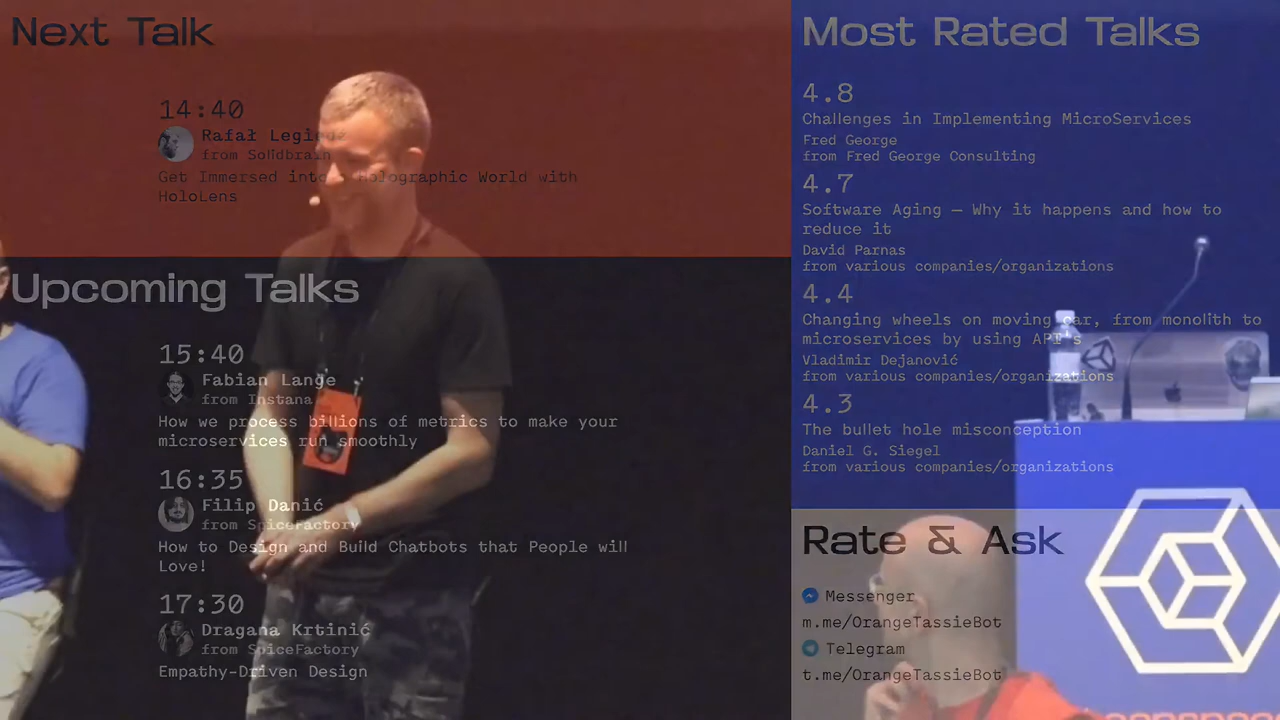 Next Talk
14:40
Rafał
from Solidbrain
Get Immersed into a Holographic World with
HoloLens
Upcoming Talks
15:40
Fabian Lange
from Instana
How we process billions of metrics to make your
microservices run smoothly
16:35
Filip Danić
from SpiceFactory
How to Design and Build Chatbots that People will
Love!
17:30
Dragana Krtinić
from SpiceFactory
Empathy-Driven Design
Most Rated Talks
4.8
Challenges in Implementing MicroServices
Fred George
from Fred George Consulting
4.7
Software Aging — Why it happens and how to
reduce it
David Parnas
from various companies/organizations
4.4
Changing wheels on moving car, from monolith to
microservices by using API's
Vladimir Dejanović
from various companies/organizations
4.3
The bullet hole misconception
Daniel G. Siegel
from various companies/organizations
Rate & Ask
Messenger
m.me/OrangeTassieBot
Telegram
t.me/OrangeTassieBot